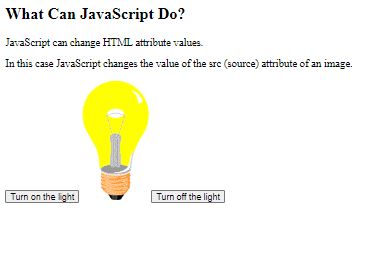 What Can JavaScript Do?
JavaScript can change HTML attribute values.
In this case JavaScript changes the value of the src (source) attribute of an image.
Turn on the light
Turn off the light